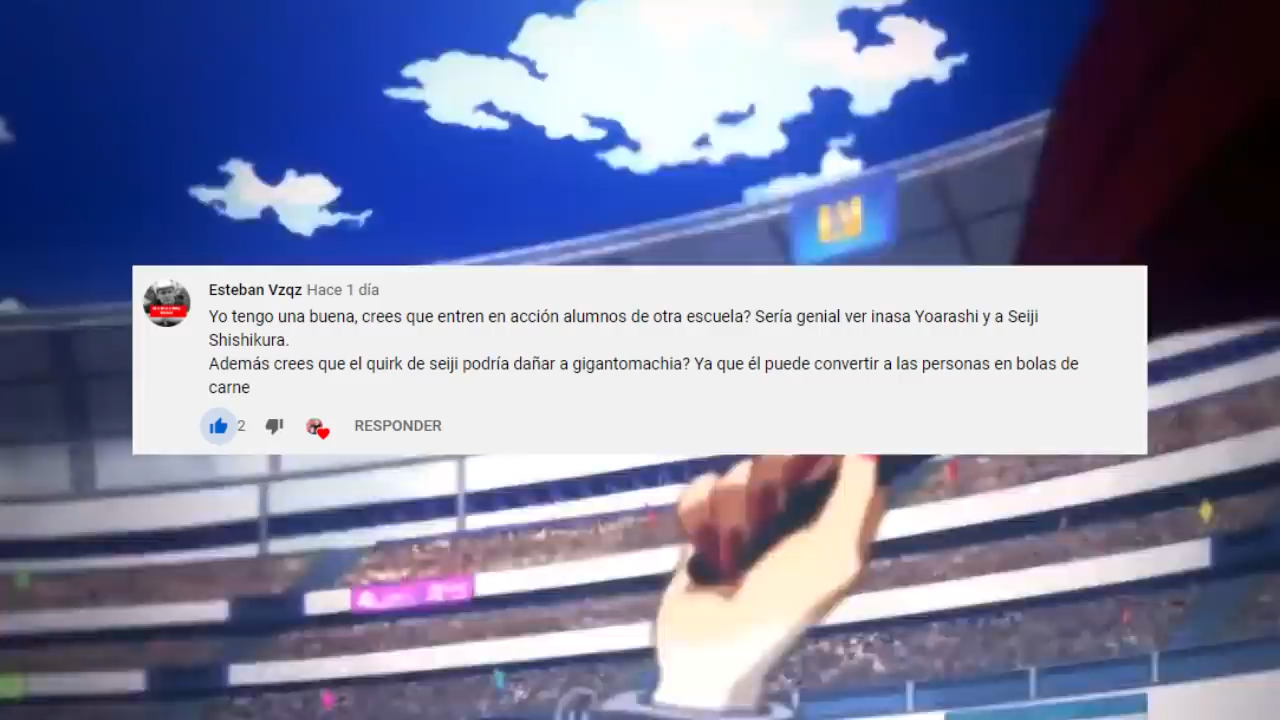 Esteban Vzqz Hace 1 día
Yo tengo una buena, crees que entren en acción alumnos de otra escuela? Sería genial ver inasa Yoarashi y a Seiji
Shishikura.
Además crees que el quirk de seiji podría dañar a gigantomachia? Ya que él puede convertir a las personas en bolas de
carne
2 RESPONDER